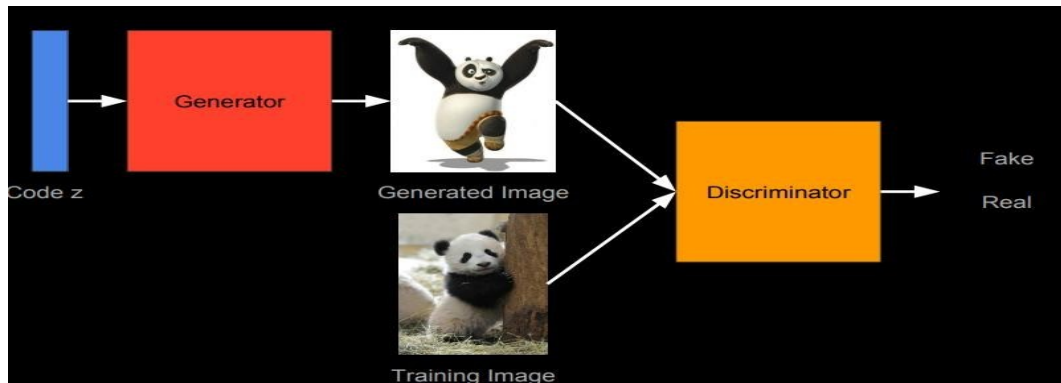 Code z
Generator
Generated Image
Training Image
Discriminator
Fake
Real